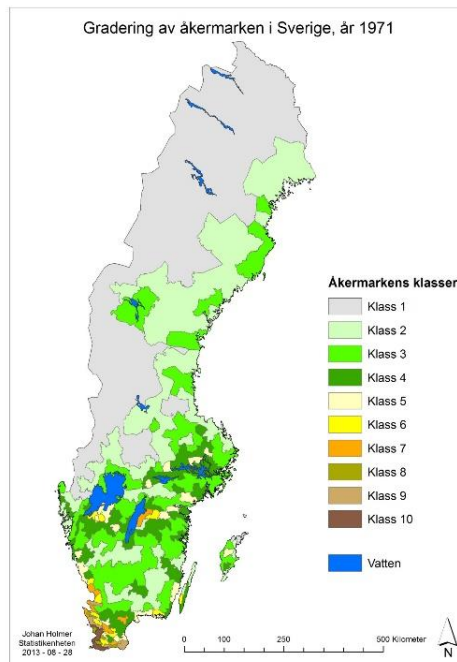 Gradering av åkermarken i Sverige, år 1971
Åkermarkens klasser
Klass 1
Klass 2
Klass 3
Klass 4
Klass 5
Klass 6
Klass 7
Klass 8
Klass 9
Klass 10
Vatten
Johan Holmer
Statistikenheten
2013 - 08 - 28
0 100 250 500 Kilometer
N